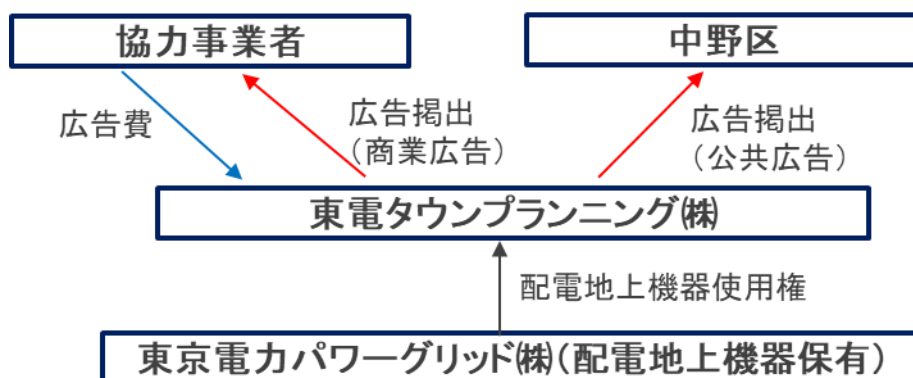 協力事業者
中野区
広告費
広告掲出
（商業広告）
広告掲出
（公共広告）
東電タウンプランニング㈱
配電地上機器使用権
東京電力パワーグリッド㈱（配電地上機器保有）